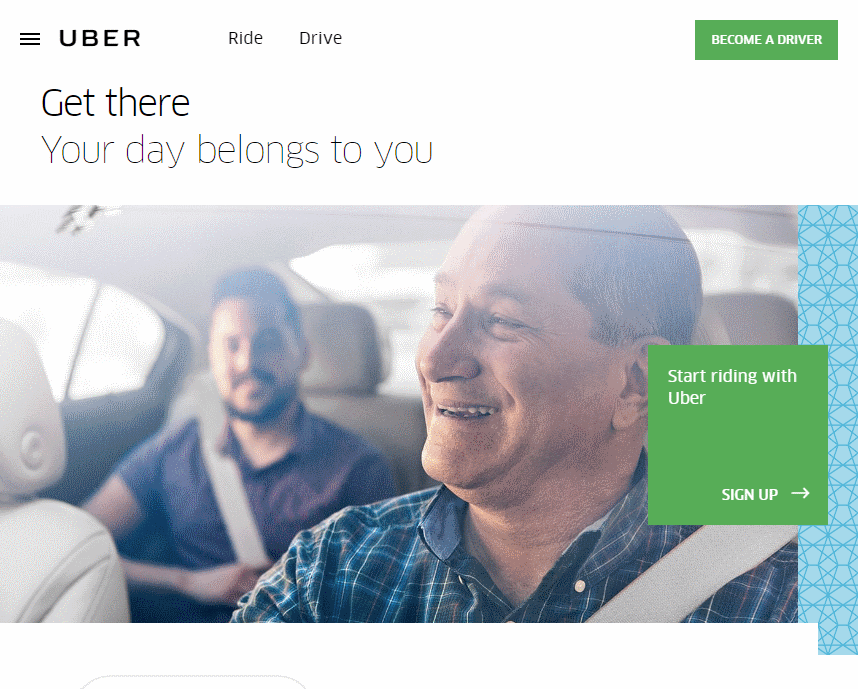 UBER
Ride
Drive
BECOME A DRIVER
Get there
Your day belongs to you
Start riding with
Uber
SIGN UP →